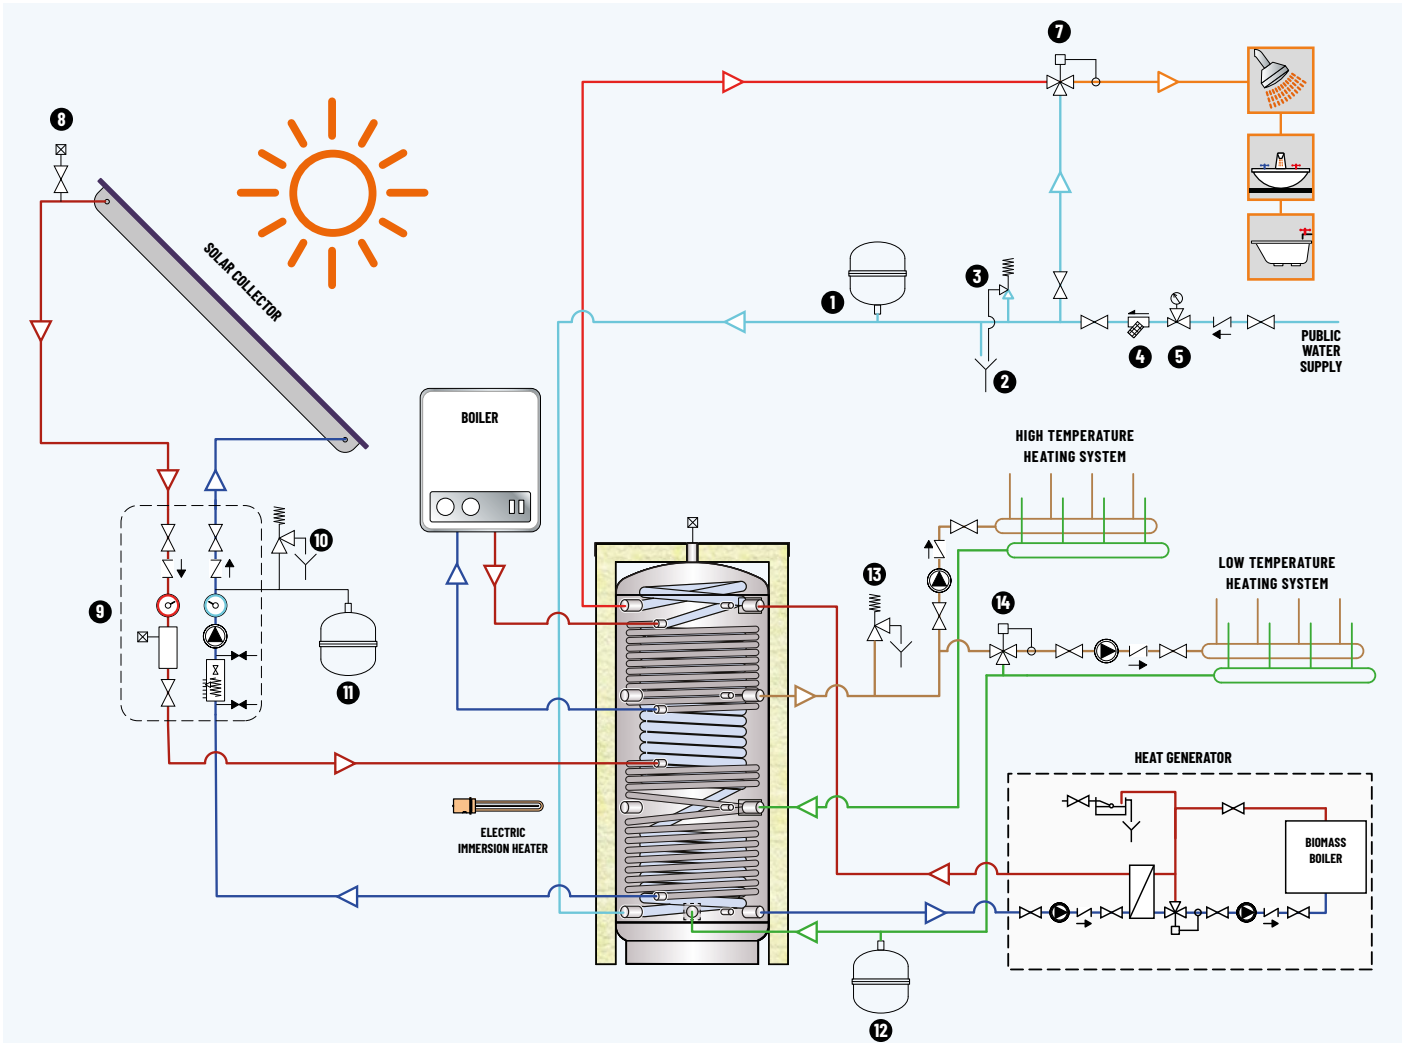 7
8
SOLAR COLLECTOR
3
1
4
5
PUBLIC
WATER
SUPPLY
2
BOILER
HIGH TEMPERATURE
HEATING SYSTEM
10
LOW TEMPERATURE
HEATING SYSTEM
13
14
9
11
HEAT GENERATOR
ELECTRIC
IMMERSION HEATER
BIOMASS
BOILER
12